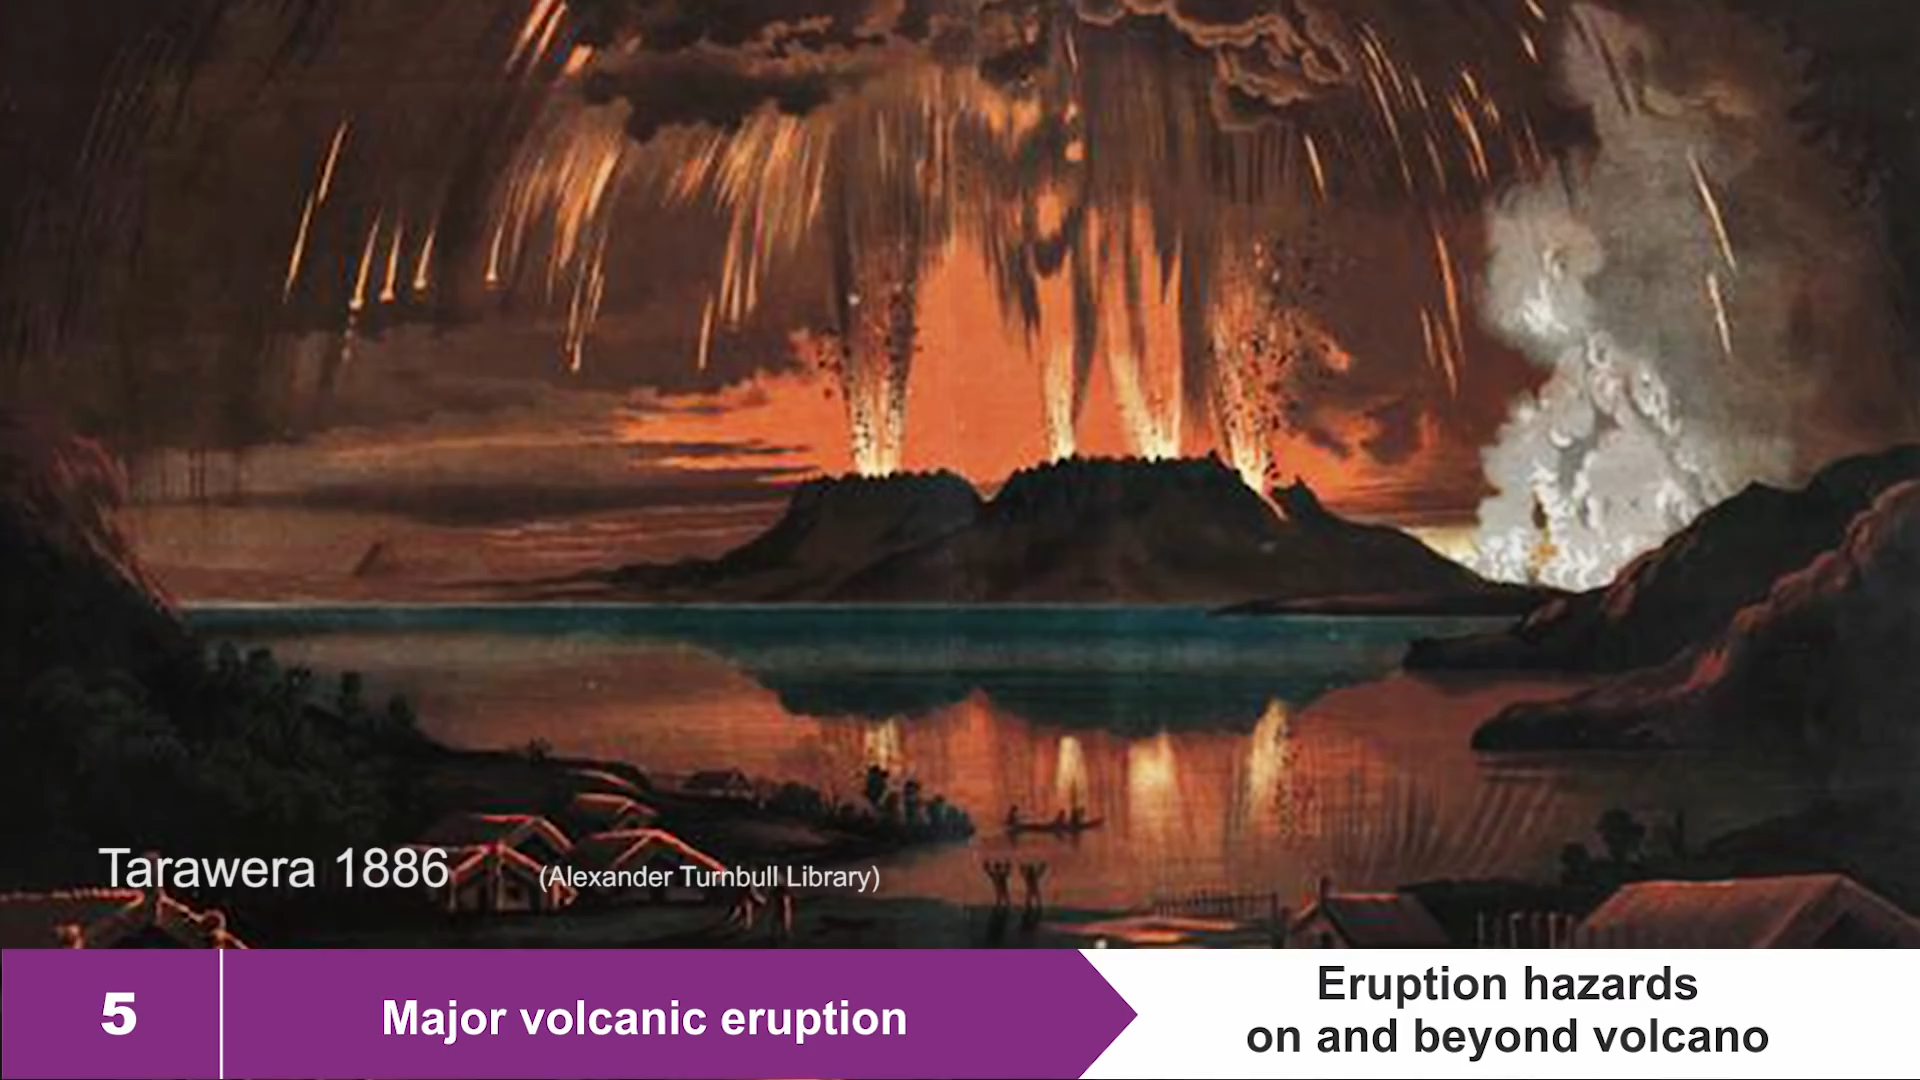 Tarawera 1886 (Alexander Turnbull Library)
5 Major volcanic eruption
Eruption hazards
on and beyond volcano